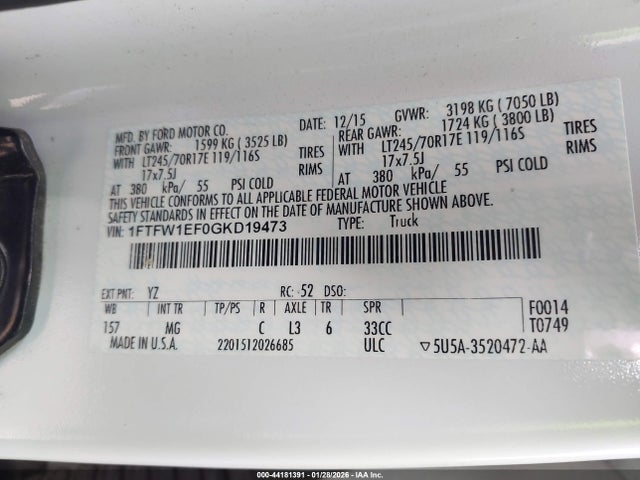 MFD. BY FORD MOTOR CO. DATE: 12/15 GVWR: 3198 KG ( 7050 LB)
FRONT GAWR: 1599 KG ( 3525 LB) REAR GAWR: 1724 KG ( 3800 LB)
WITH LT245/70R17E 119/116S TIRES WITH LT245/70R17E 119/116S TIRES
17x7.5J RIMS 17x7.5J RIMS
AT 380 kPa/ 55 PSI COLD AT 380 kPa/ 55 PSI COLD
THIS VEHICLE CONFORMS TO ALL APPLICABLE FEDERAL MOTOR VEHICLE
SAFETY STANDARDS IN EFFECT ON THE DATE OF MANUFACTURE SHOWN ABOVE.
VIN: 1FTFW1EF0GKD19473 TYPE: Truck
EXT PNT: YZ RC: 52 DSO:
WB INT TR TP/PS R AXLE TR SPR F0014
157 MG C L3 6 33CC T0749
MADE IN U.S.A. 2201512026685 ULC ▽5U5A-3520472-AA
000-44181391 | 01/28/2026 - IAA Inc.